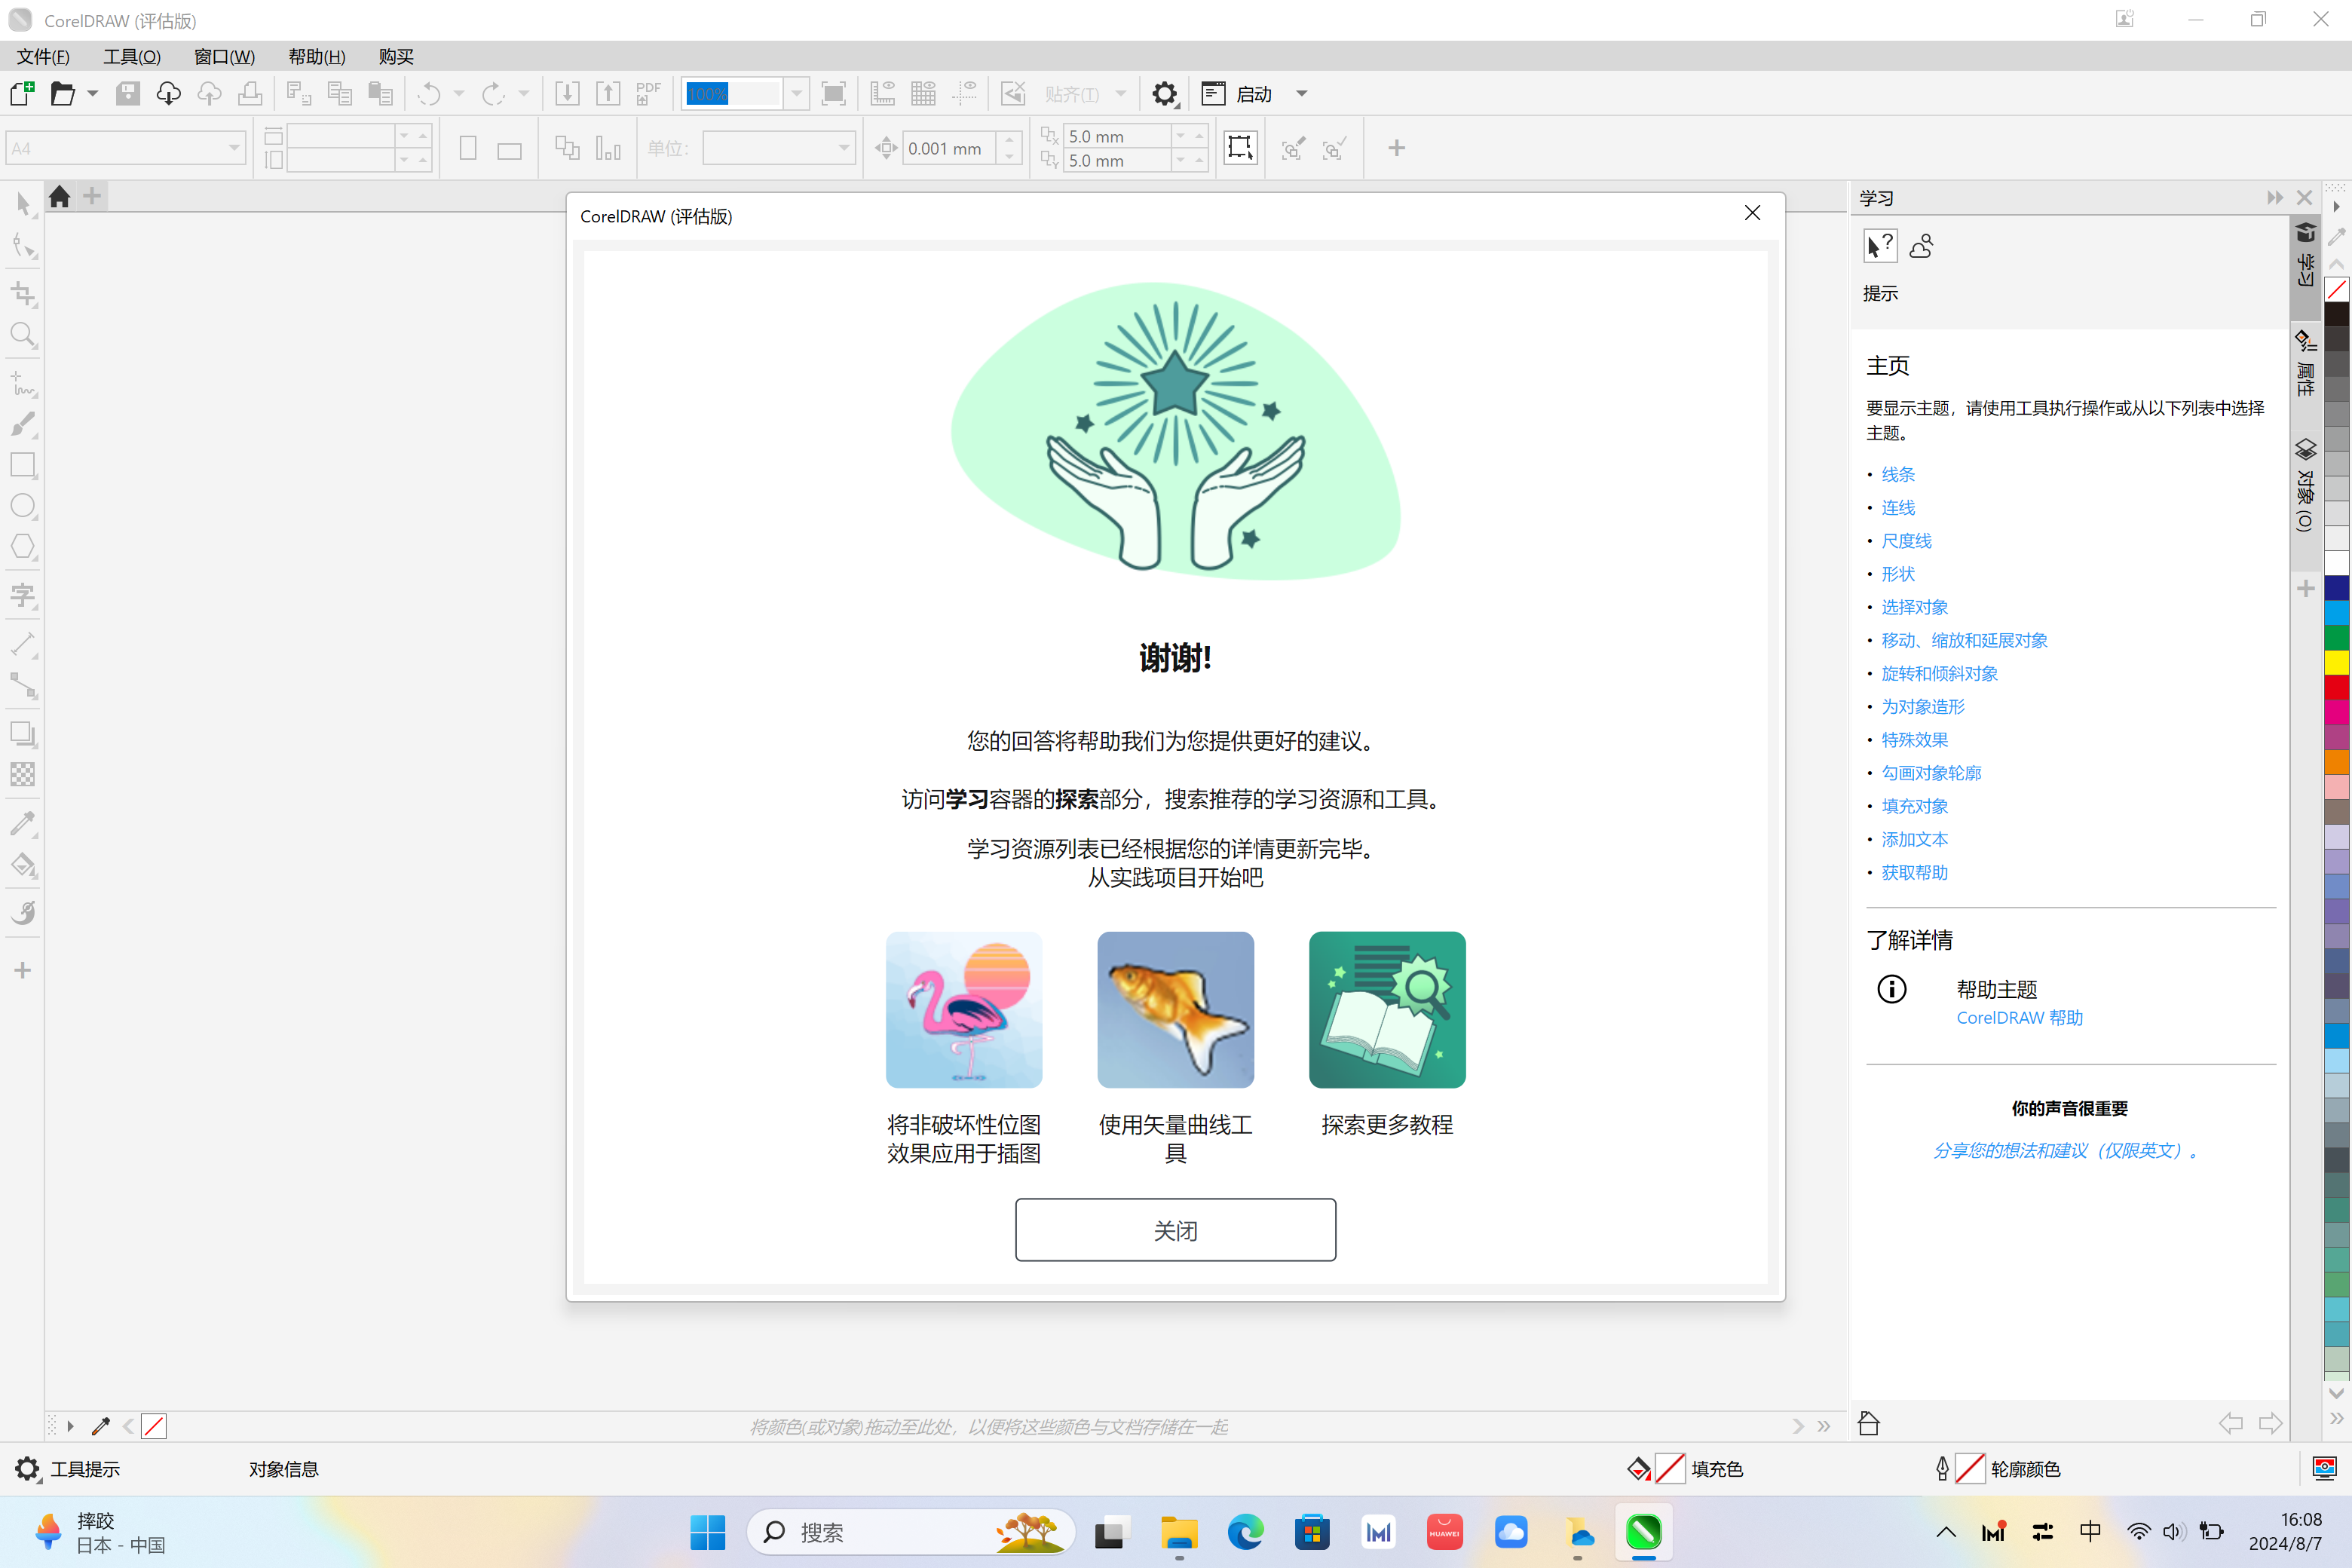 CorelDRAW (评估版)
文件(F) 工具(O) 窗口(W) 帮助(H) 购买
PDF 100% 贴齐(T) 启动
A4 单位: 0.001 mm 5.0 mm
5.0 mm
CorelDRAW (评估版)
谢谢!
您的回答将帮助我们为您提供更好的建议。
访问学习容器的探索部分，搜索推荐的学习资源和工具。
学习资源列表已经根据您的详情更新完毕。
从实践项目开始吧
将非破坏性位图
效果应用于插图
使用矢量曲线工
具
探索更多教程
关闭
学习
提示
主页
要显示主题，请使用工具执行操作或从以下列表中选择
主题。
• 线条
• 连线
• 尺度线
• 形状
• 选择对象
• 移动、缩放和延展对象
• 旋转和倾斜对象
• 为对象造形
• 特殊效果
• 勾画对象轮廓
• 填充对象
• 添加文本
• 获取帮助
了解详情
帮助主题
CorelDRAW 帮助
你的声音很重要
分享您的想法和建议（仅限英文）。
学习
属性
对象 (O)
字
将颜色(或对象)拖动至此处，以便将这些颜色与文档存储在一起
工具提示 对象信息 填充色 轮廓颜色
摔跤
日本 - 中国
搜索
HUAWEI
中
16:08
2024/8/7